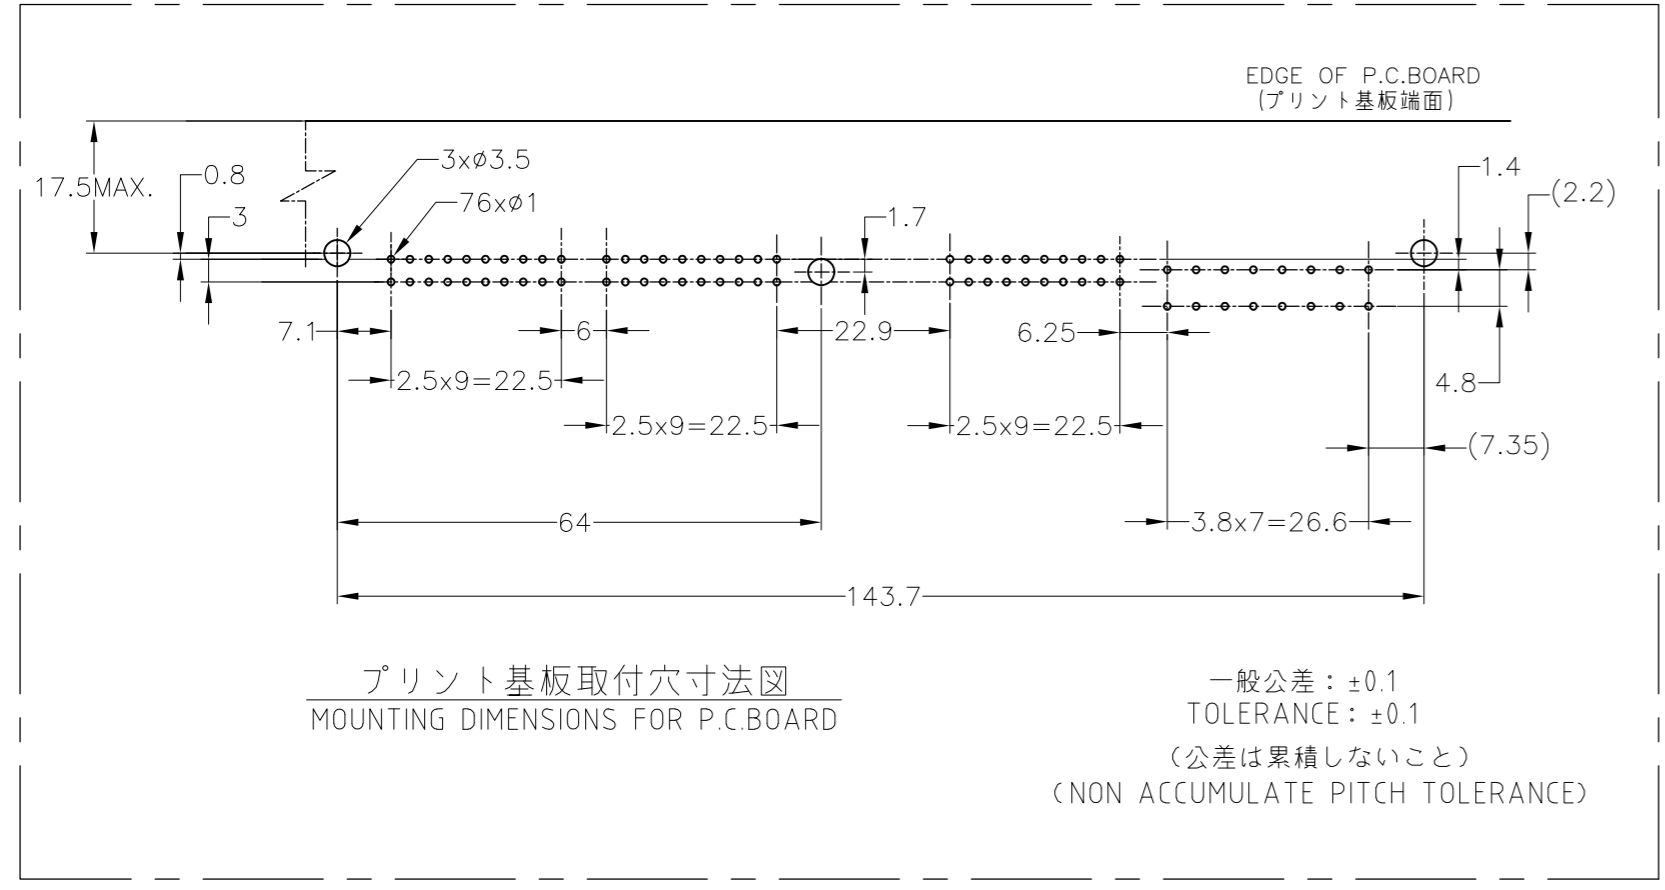 EDGE OF P.C.BOARD
(プリント基板端面)
17.5MAX.
0.8
3
3xφ3.5
76xφ1
1.7
1.4
(2.2)
7.1
6
22.9
6.25
2.5x9=22.5
4.8
2.5x9=22.5
2.5x9=22.5
(7.35)
64
3.8x7=26.6
143.7
プリント基板取付穴寸法図
MOUNTING DIMENSIONS FOR P.C.BOARD
一般公差：±0.1
TOLERANCE：±0.1
(公差は累積しないこと)
(NON ACCUMULATE PITCH TOLERANCE)